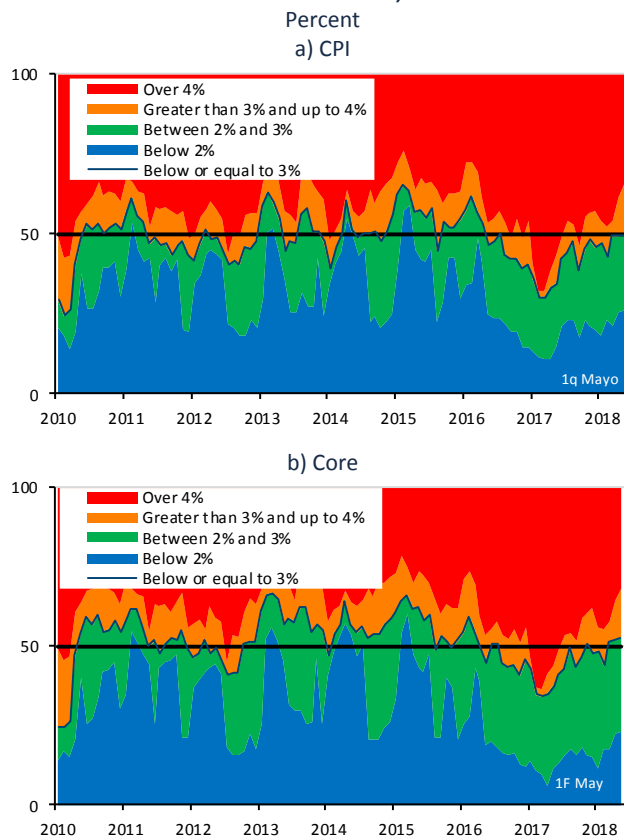 Percent
a) CPI
100
Over 4%
Greater than 3% and up to 4%
Between 2% and 3%
Below 2%
Below or equal to 3%
50
0
1q Mayo
2010 2011 2012 2013 2014 2015 2016 2017 2018
b) Core
100
Over 4%
Greater than 3% and up to 4%
Between 2% and 3%
Below 2%
Below or equal to 3%
50
0
1F May
2010 2011 2012 2013 2014 2015 2016 2017 2018